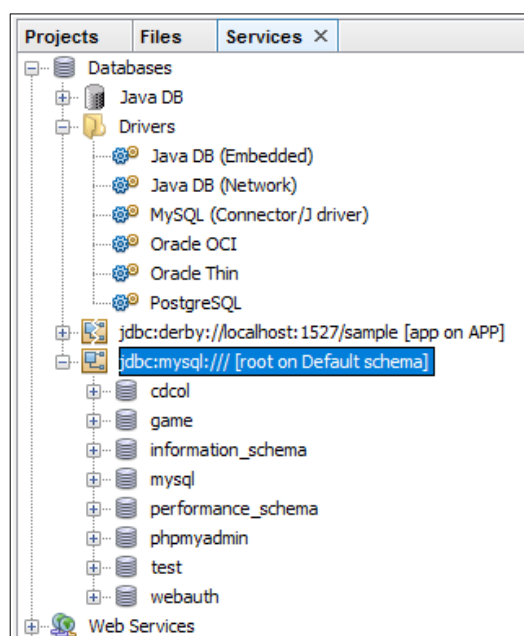 Projects Files Services ×
Databases
Java DB
Drivers
Java DB (Embedded)
Java DB (Network)
MySQL (Connector/J driver)
Oracle OCI
Oracle Thin
PostgreSQL
jdbc:derby://localhost:1527/sample [app on APP]
jdbc:mysql:/// [root on Default schema]
cdcol
game
information_schema
mysql
performance_schema
phpmyadmin
test
webauth
Web Services